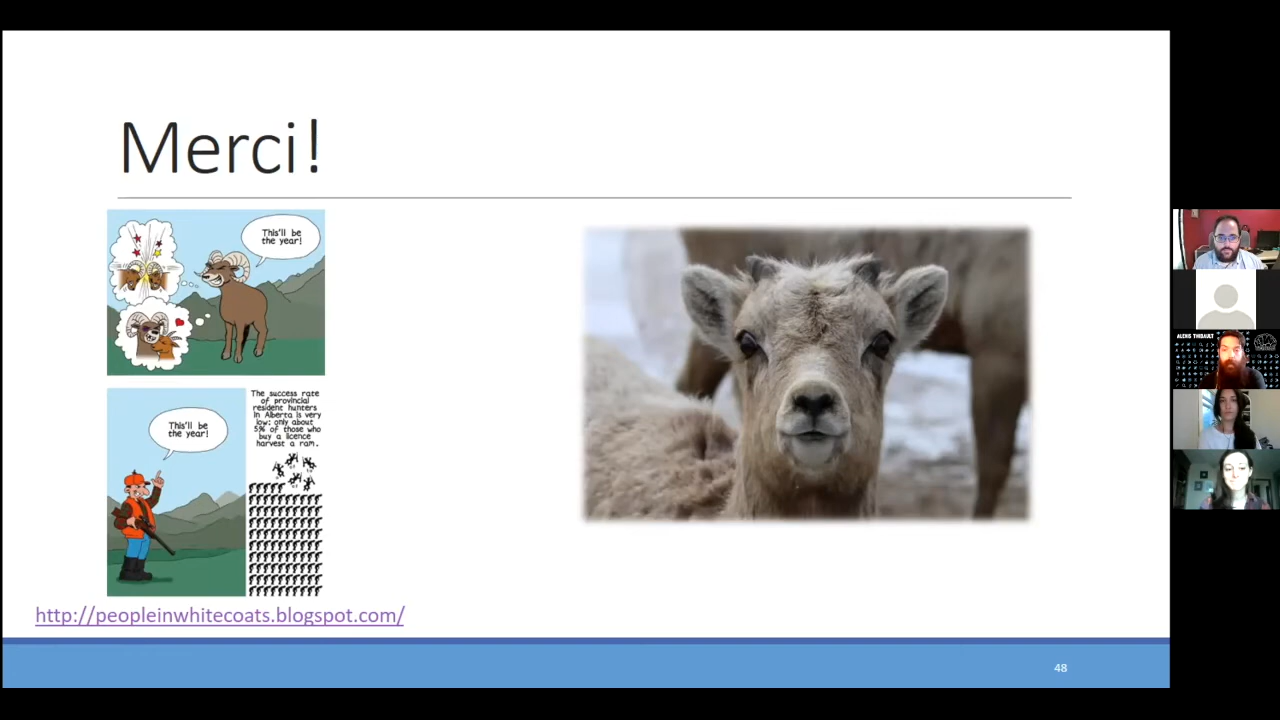 Merci!
This'll be
the year!
This'll be
the year!
The success rate
of provincial
resident hunters
in Alberta is very
low: only about
5% of those who
buy a licence
harvest a ram.
http://peopleinwhitecoats.blogspot.com/
48
ALEXIS THIBAULT